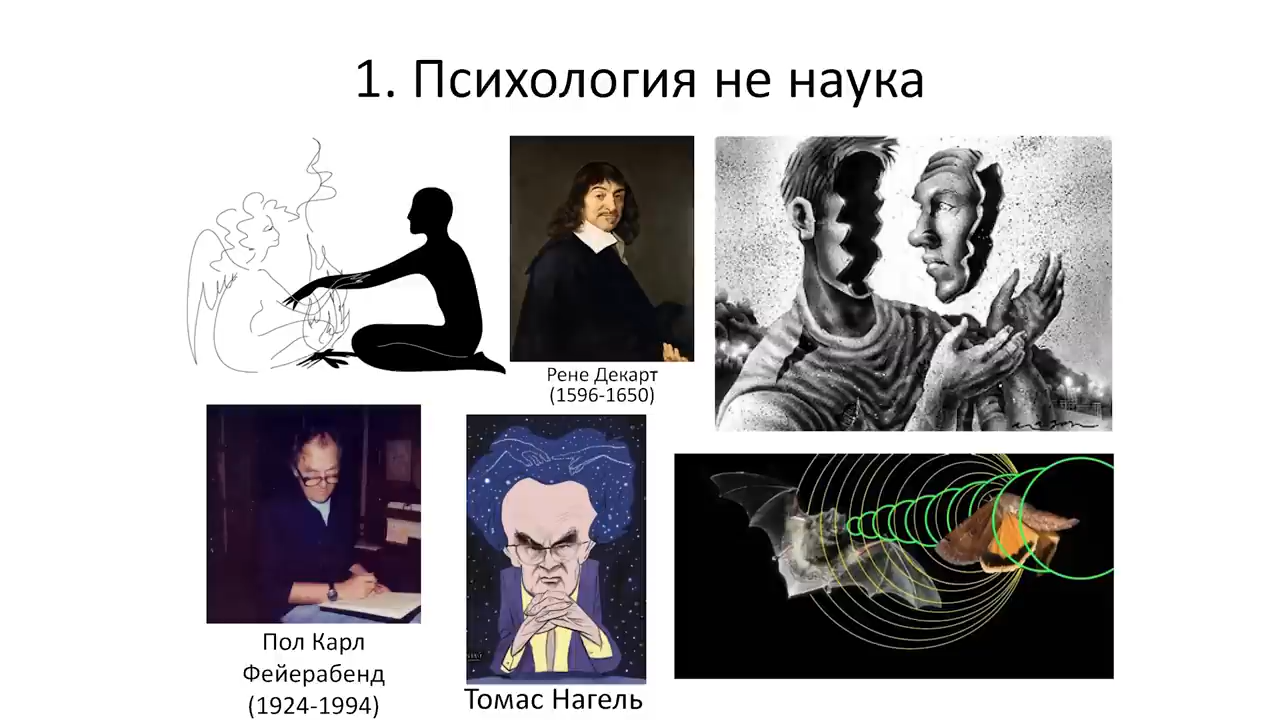 1. Психология не наука
Рене Декарт
(1596-1650)
Пол Карл
Фейерабенд
(1924-1994)
Томас Нагель